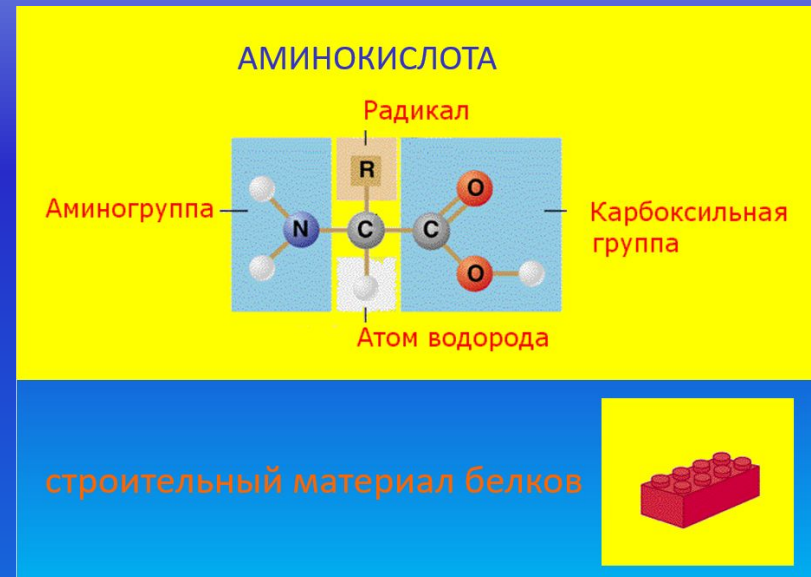 АМИНОКИСЛОТА
Радикал
R
O
Аминогруппа
N
C
C
Карбоксильная
группа
O
Атом водорода
строительный материал белков